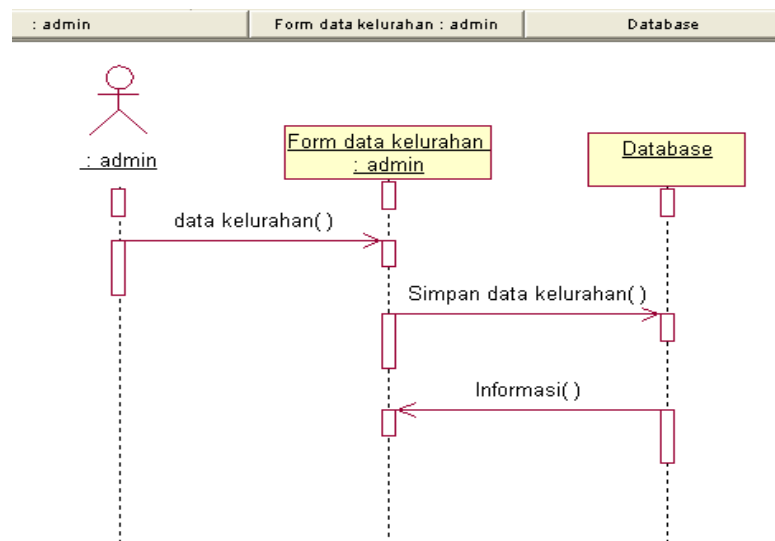 : admin
Form data kelurahan : admin
Database
: admin
Form data kelurahan
: admin
Database
data kelurahan( )
Simpan data kelurahan( )
Informasi( )